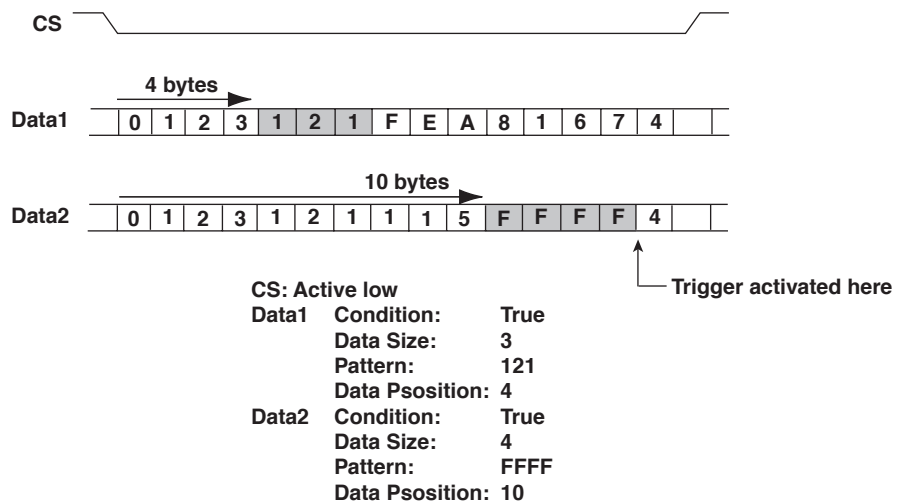 CS
4 bytes
Data1 0 1 2 3 1 2 1 F E A 8 1 6 7 4
10 bytes
Data2 0 1 2 3 1 2 1 1 1 5 F F F F 4
Trigger activated here
CS: Active low
Data1 Condition: True
Data Size: 3
Pattern: 121
Data Psosition: 4
Data2 Condition: True
Data Size: 4
Pattern: FFFF
Data Psosition: 10